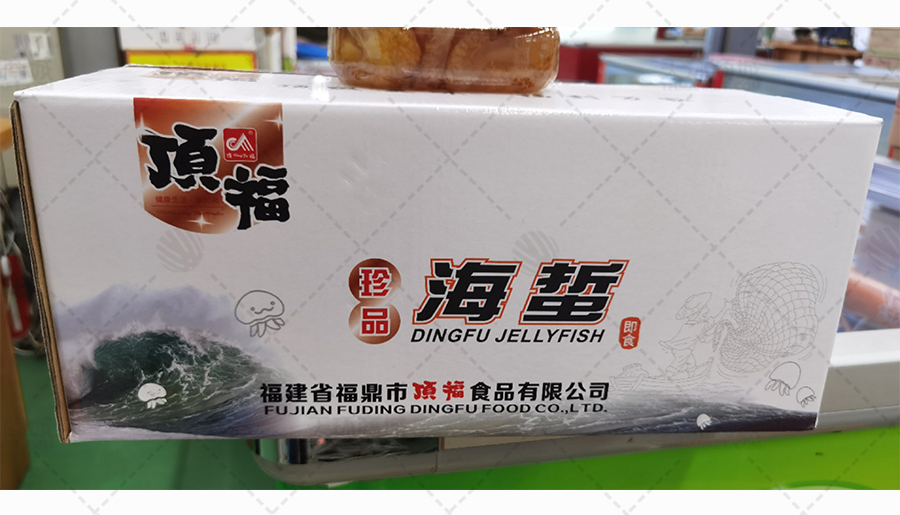 頂福
珍品
海蜇
DINGFU JELLYFISH
即食
福建省福鼎市頂福食品有限公司
FUJIAN FUDING DINGFU FOOD CO.,LTD.